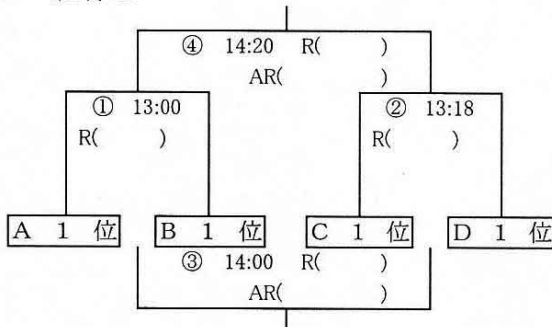 ④ 14:20 R( )
AR( )
① 13:00
R( )
② 13:18
R( )
A 1 位
B 1 位
C 1 位
D 1 位
③ 14:00 R( )
AR( )